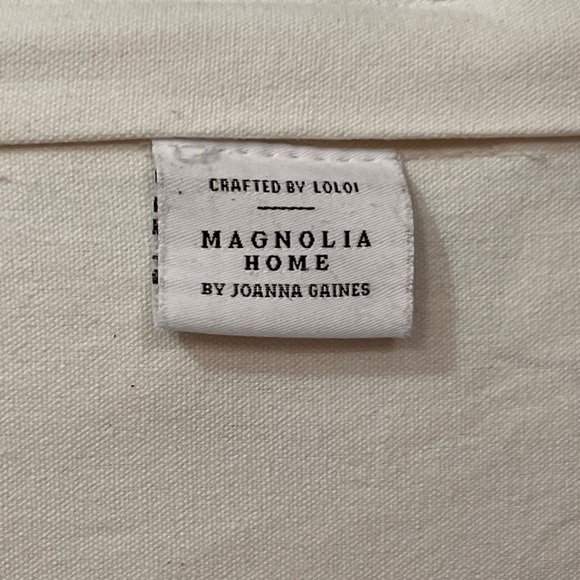 CRAFTED BY LOLOI
MAGNOLIA
HOME
BY JOANNA GAINES